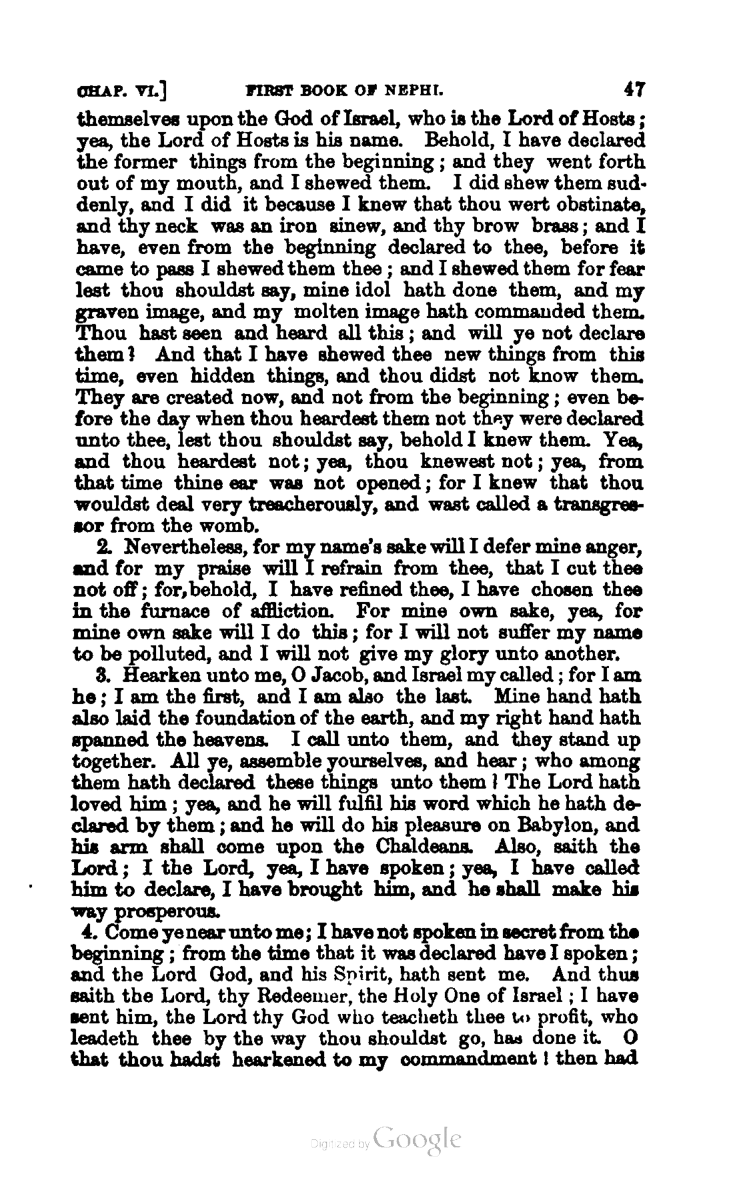 CHAP. VI.] FIRST BOOK OF NEPHI. 47
themselves upon the God of Israel, who is the Lord of Hosts;
yea, the Lord of Hosts is his name. Behold, I have declared
the former things from the beginning; and they went forth
out of my mouth, and I shewed them. I did shew them sud-
denly, and I did it because I knew that thou wert obstinate,
and thy neck was an iron sinew, and thy brow brass; and I
have, even from the beginning declared to thee, before it
came to pass I shewed them thee; and I shewed them for fear
lest thou shouldst say, mine idol hath done them, and my
graven image, and my molten image hath commanded them.
Thou hast seen and heard all this; and will ye not declare
them? And that I have shewed thee new things from this
time, even hidden things, and thou didst not know them.
They are created now, and not from the beginning; even be-
fore the day when thou heardest them not they were declared
unto thee, lest thou shouldst say, behold I knew them. Yea,
and thou heardest not; yea, thou knewest not; yea, from
that time thine ear was not opened; for I knew that thou
wouldst deal very treacherously, and wast called a transgres-
sor from the womb.
2. Nevertheless, for my name's sake will I defer mine anger,
and for my praise will I refrain from thee, that I cut thee
not off; for, behold, I have refined thee, I have chosen thee
in the furnace of affliction. For mine own sake, yea, for
mine own sake will I do this; for I will not suffer my name
to be polluted, and I will not give my glory unto another.
3. Hearken unto me, O Jacob, and Israel my called; for I am
he; I am the first, and I am also the last. Mine hand hath
also laid the foundation of the earth, and my right hand hath
spanned the heavens. I call unto them, and they stand up
together. All ye, assemble yourselves, and hear; who among
them hath declared these things unto them? The Lord hath
loved him; yea, and he will fulfil his word which he hath de-
clared by them; and he will do his pleasure on Babylon, and
his arm shall come upon the Chaldeans. Also, saith the
Lord; I the Lord, yea, I have spoken; yea, I have called
him to declare, I have brought him, and he shall make his
way prosperous.
4. Come ye near unto me; I have not spoken in secret from the
beginning; from the time that it was declared have I spoken;
and the Lord God, and his Spirit, hath sent me. And thus
saith the Lord, thy Redeemer, the Holy One of Israel; I have
sent him, the Lord thy God who teacheth thee to profit, who
leadeth thee by the way thou shouldst go, has done it. O
that thou hadst hearkened to my commandment! then had
Digitized by Google